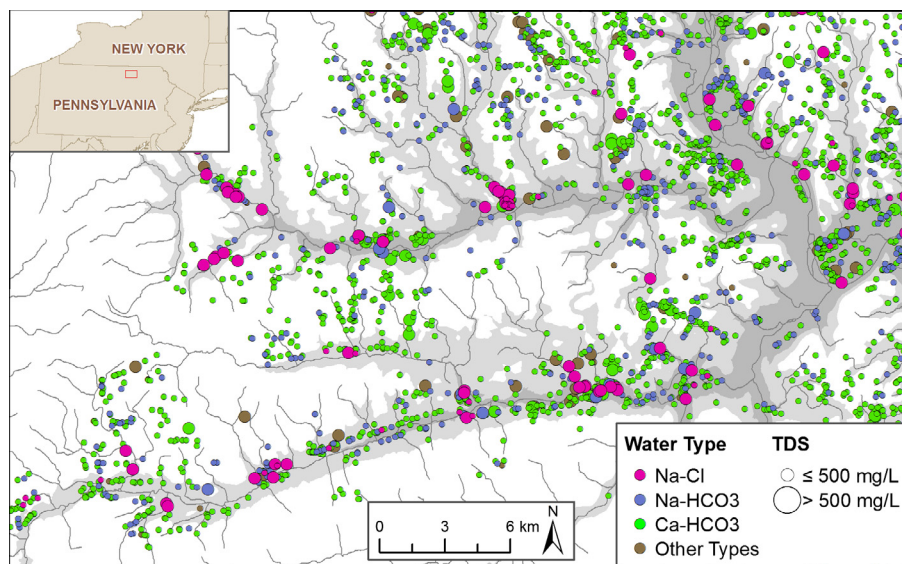 NEW YORK
PENNSYLVANIA
Water Type
Na-Cl
Na-HCO3
Ca-HCO3
Other Types
TDS
≤ 500 mg/L
> 500 mg/L
0 3 6 km
N